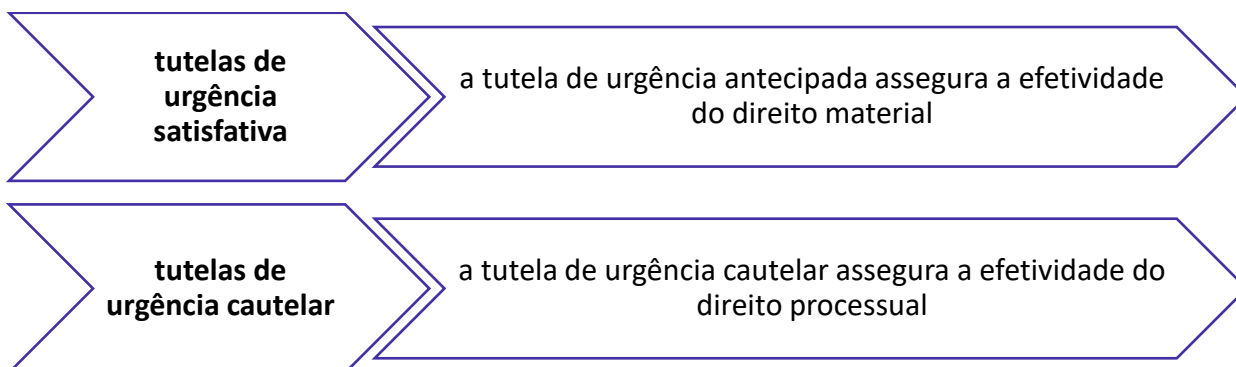 tutelas de
urgência
satisfativa
a tutela de urgência antecipada assegura a efetividade
do direito material
tutelas de
urgência cautelar
a tutela de urgência cautelar assegura a efetividade do
direito processual